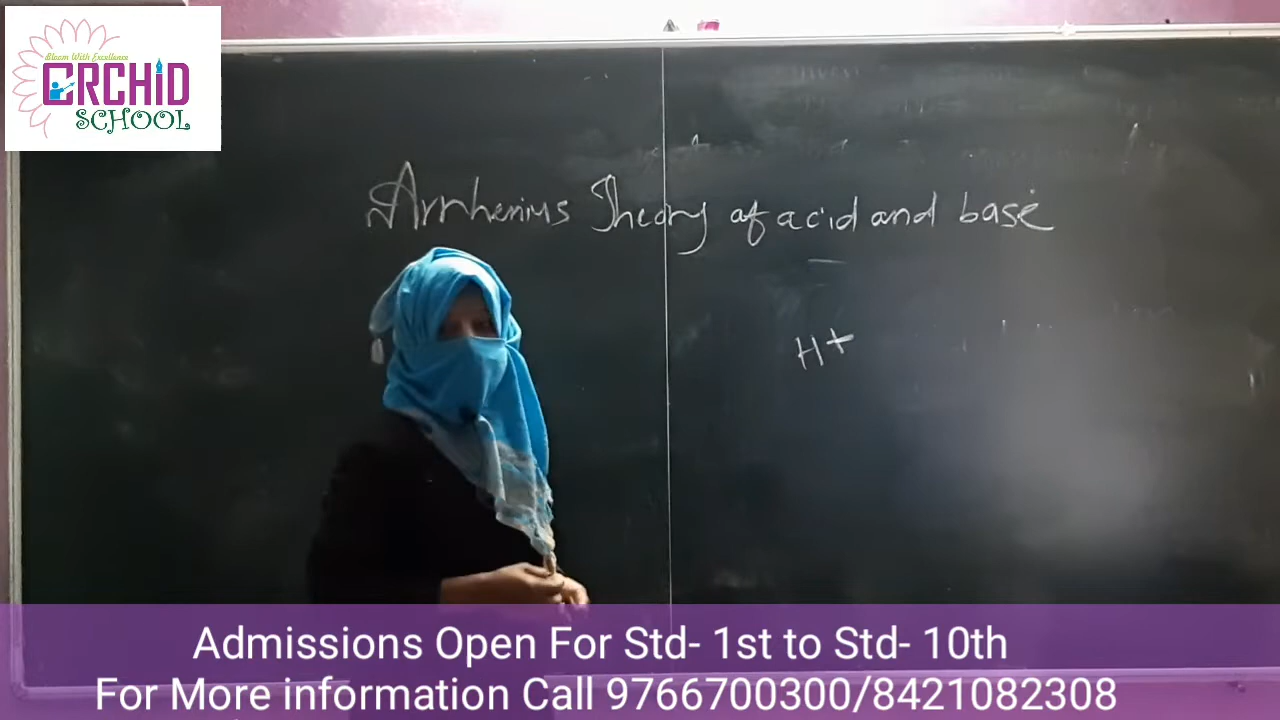 Bloom With Excellence
ORCHID
SCHOOL
Arrhenius Theory of acid and base
H+
Admissions Open For Std- 1st to Std- 10th
For More information Call 9766700300/8421082308